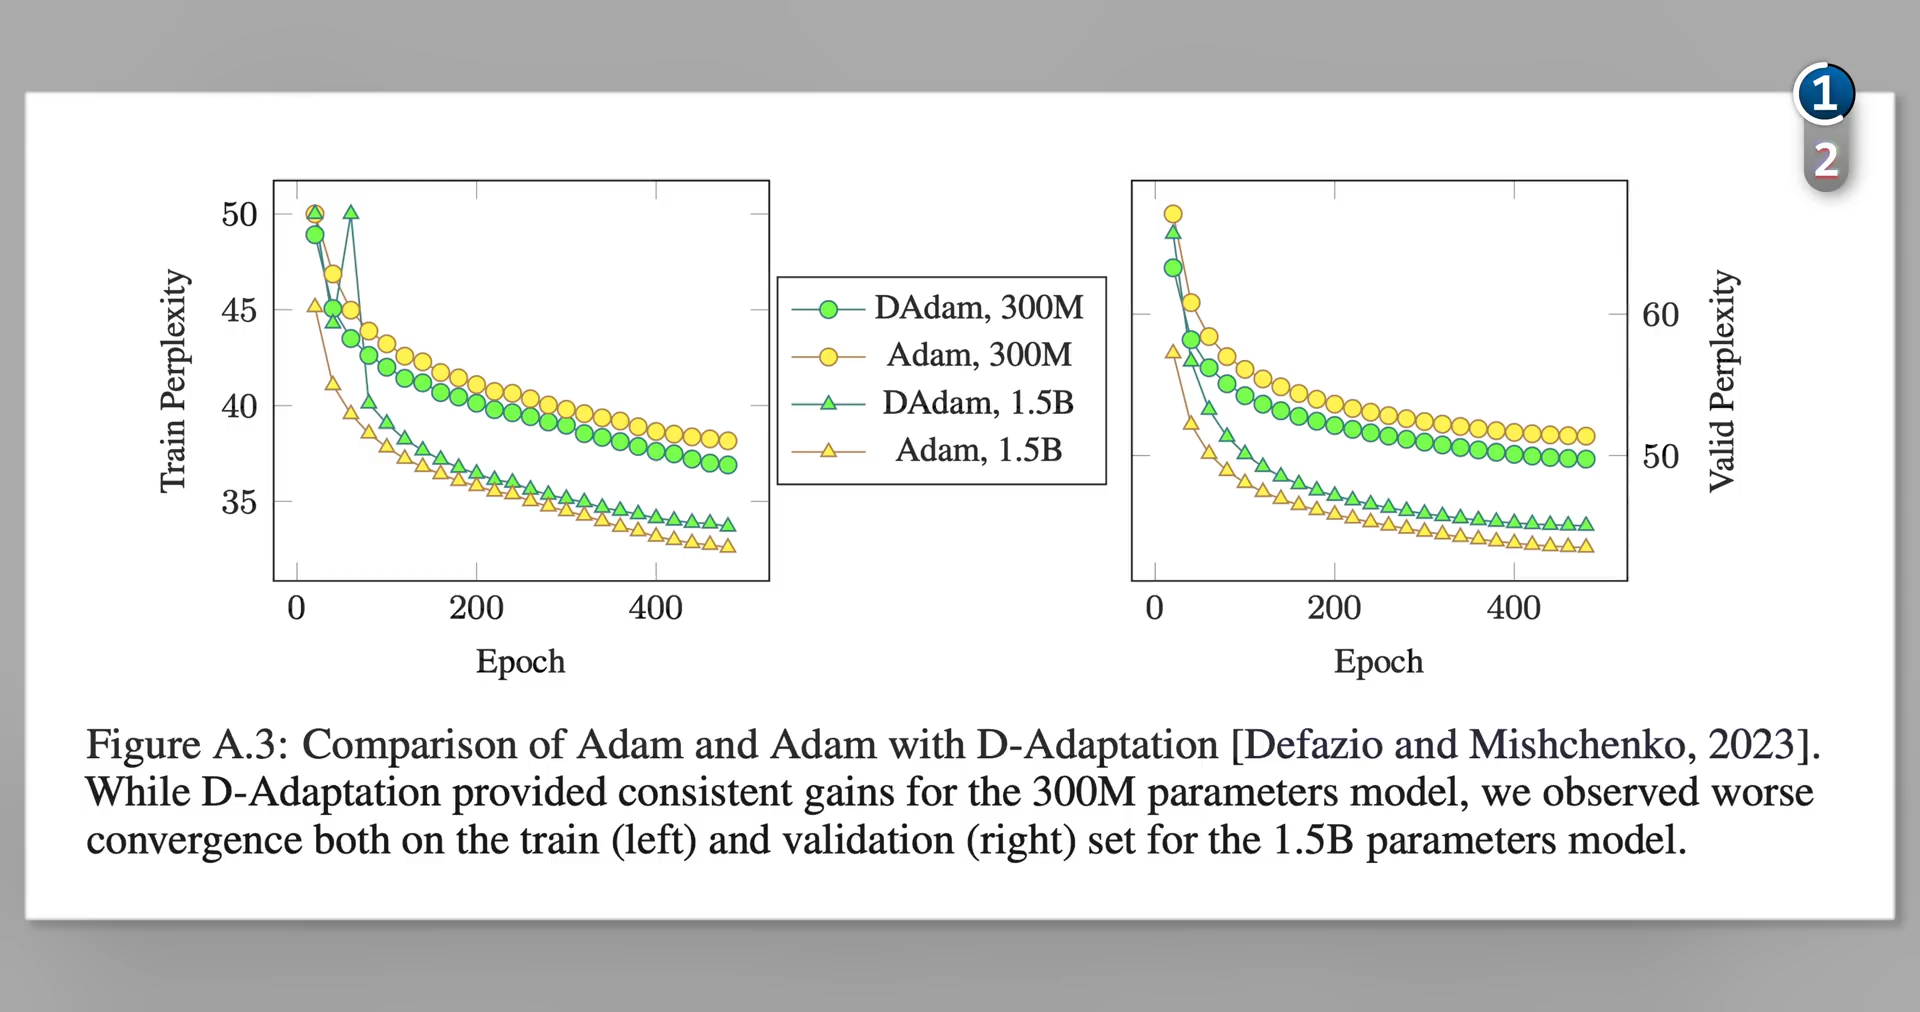 1
2
50
45
40
35
Train Perplexity
0
200
400
Epoch
DAdam, 300M
Adam, 300M
DAdam, 1.5B
Adam, 1.5B
60
50
Valid Perplexity
0
200
400
Epoch
Figure A.3: Comparison of Adam and Adam with D-Adaptation [Defazio and Mishchenko, 2023].
While D-Adaptation provided consistent gains for the 300M parameters model, we observed worse
convergence both on the train (left) and validation (right) set for the 1.5B parameters model.